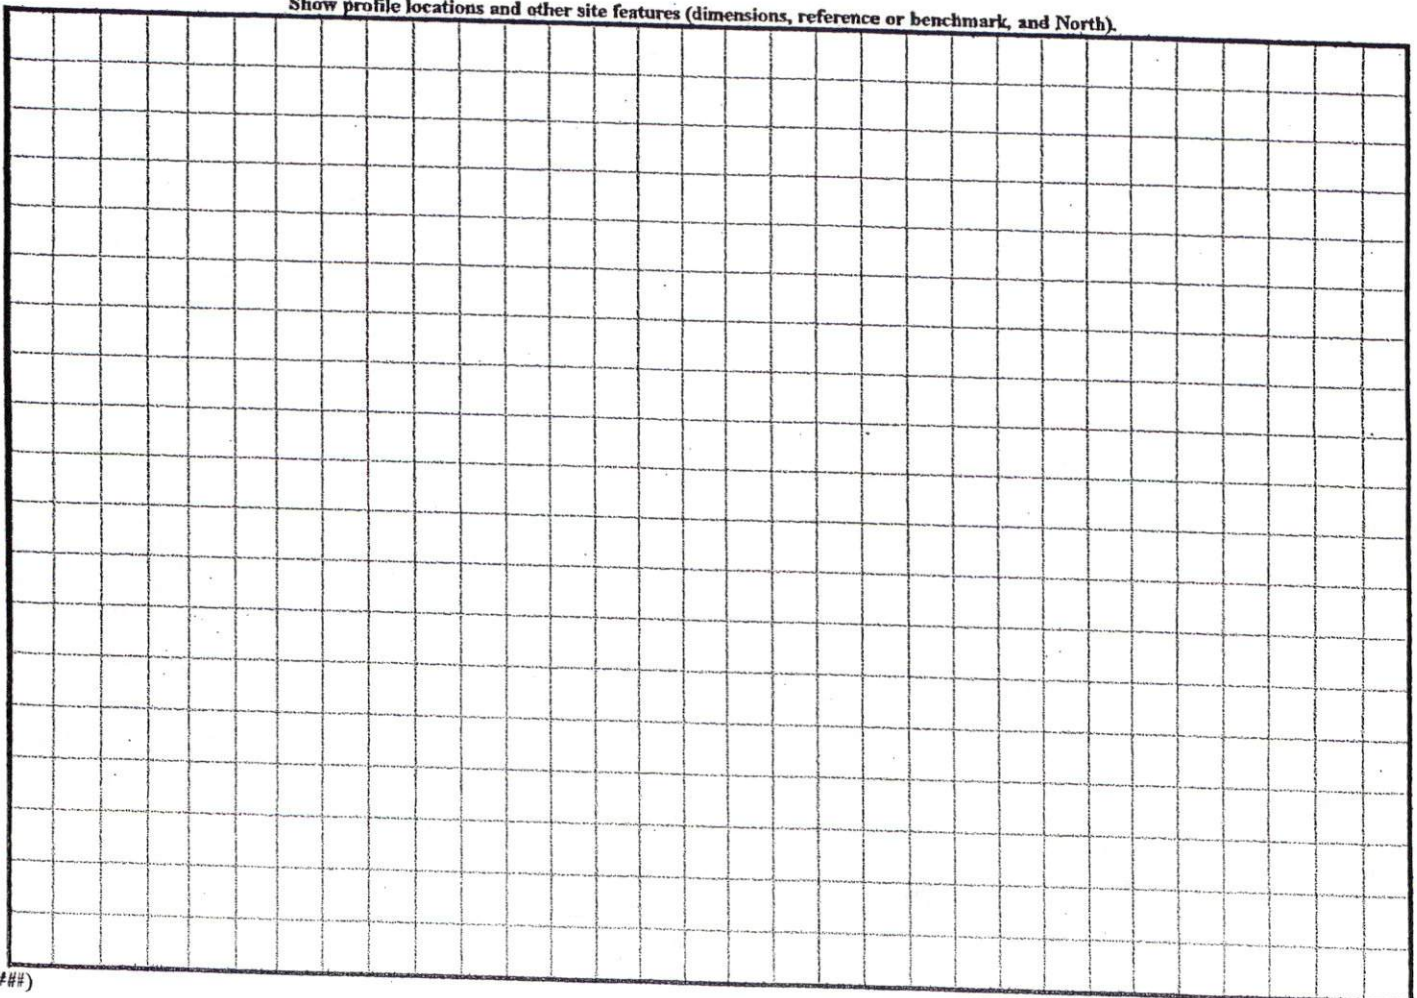 Show profile locations and other site features (dimensions, reference or benchmark, and North).
##)